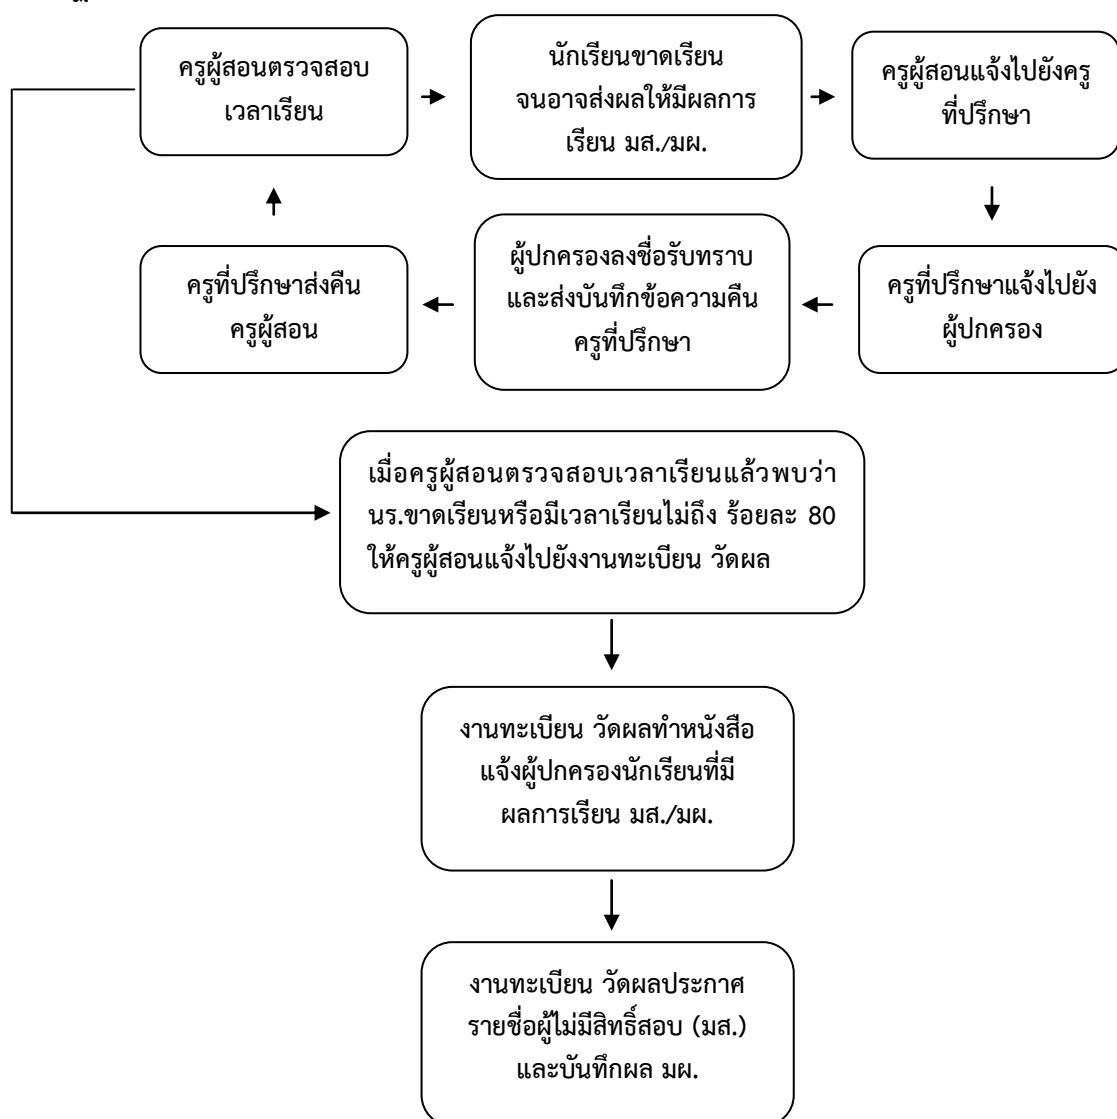 ครูผู้สอนตรวจสอบ
เวลาเรียน
นักเรียนขาดเรียน
จนอาจส่งผลให้มีผลการ
เรียน มส./มผ.
ครูผู้สอนแจ้งไปยังครู
ที่ปรึกษา
ครูที่ปรึกษาแจ้งไปยัง
ผู้ปกครอง
ผู้ปกครองลงชื่อรับทราบ
และส่งบันทึกข้อความคืน
ครูที่ปรึกษา
ครูที่ปรึกษาส่งคืน
ครูผู้สอน
เมื่อครูผู้สอนตรวจสอบเวลาเรียนแล้วพบว่า
นร.ขาดเรียนหรือมีเวลาเรียนไม่ถึง ร้อยละ 80
ให้ครูผู้สอนแจ้งไปยังงานทะเบียน วัดผล
งานทะเบียน วัดผลทำหนังสือ
แจ้งผู้ปกครองนักเรียนที่มี
ผลการเรียน มส./มผ.
งานทะเบียน วัดผลประกาศ
รายชื่อผู้ไม่มีสิทธิ์สอบ (มส.)
และบันทึกผล มผ.